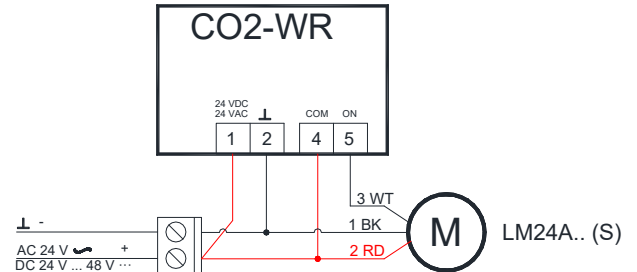 CO2-WR
24 VDC
24 VAC
⊥
COM
ON
1
2
4
5
3 WT
⊥ -
1 BK
M
LM24A.. (S)
AC 24 V +
2 RD
DC 24 V ... 48 V ⋯